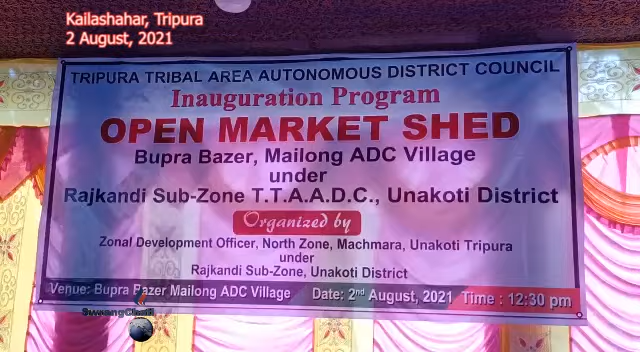 Kailashahar, Tripura
2 August, 2021
TRIPURA TRIBAL AREA AUTONOMOUS DISTRICT COUNCIL
Inauguration Program
OPEN MARKET SHED
Bupra Bazer, Mailong ADC Village
under
Rajkandi Sub-Zone T.T.A.A.D.C., Unakoti District
Organized by
Zonal Development Officer, North Zone, Machmara, Unakoti Tripura
under
Rajkandi Sub-Zone, Unakoti District
Venue: Bupra Bazer Mailong ADC Village Date: 2nd August, 2021 Time : 12:30 pm